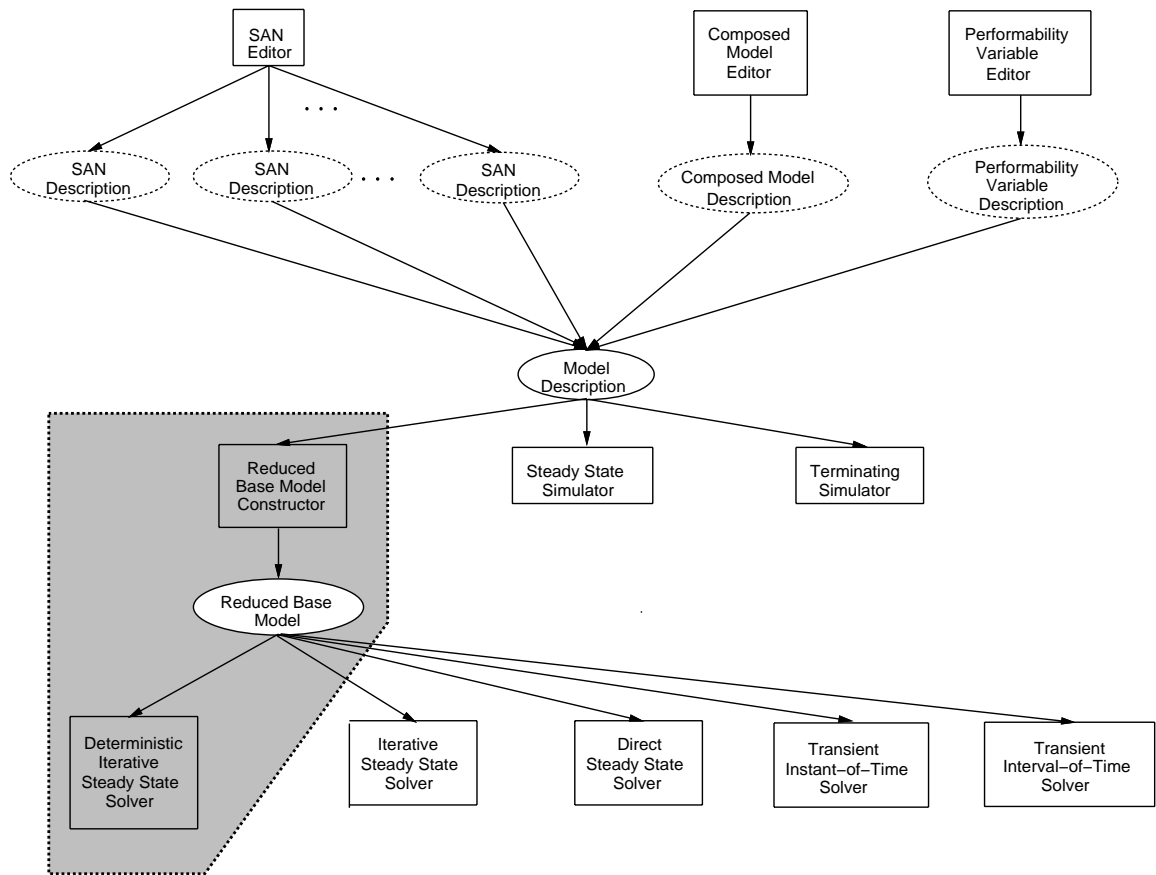 SAN
Editor
Composed
Model
Editor
Performability
Variable
Editor
. . .
SAN
Description
SAN
Description
. . .
SAN
Description
Composed Model
Description
Performability
Variable
Description
Model
Description
Reduced
Base Model
Constructor
Steady State
Simulator
Terminating
Simulator
Reduced Base
Model
Deterministic
Iterative
Steady State
Solver
Iterative
Steady State
Solver
Direct
Steady State
Solver
Transient
Instant−of−Time
Solver
Transient
Interval−of−Time
Solver